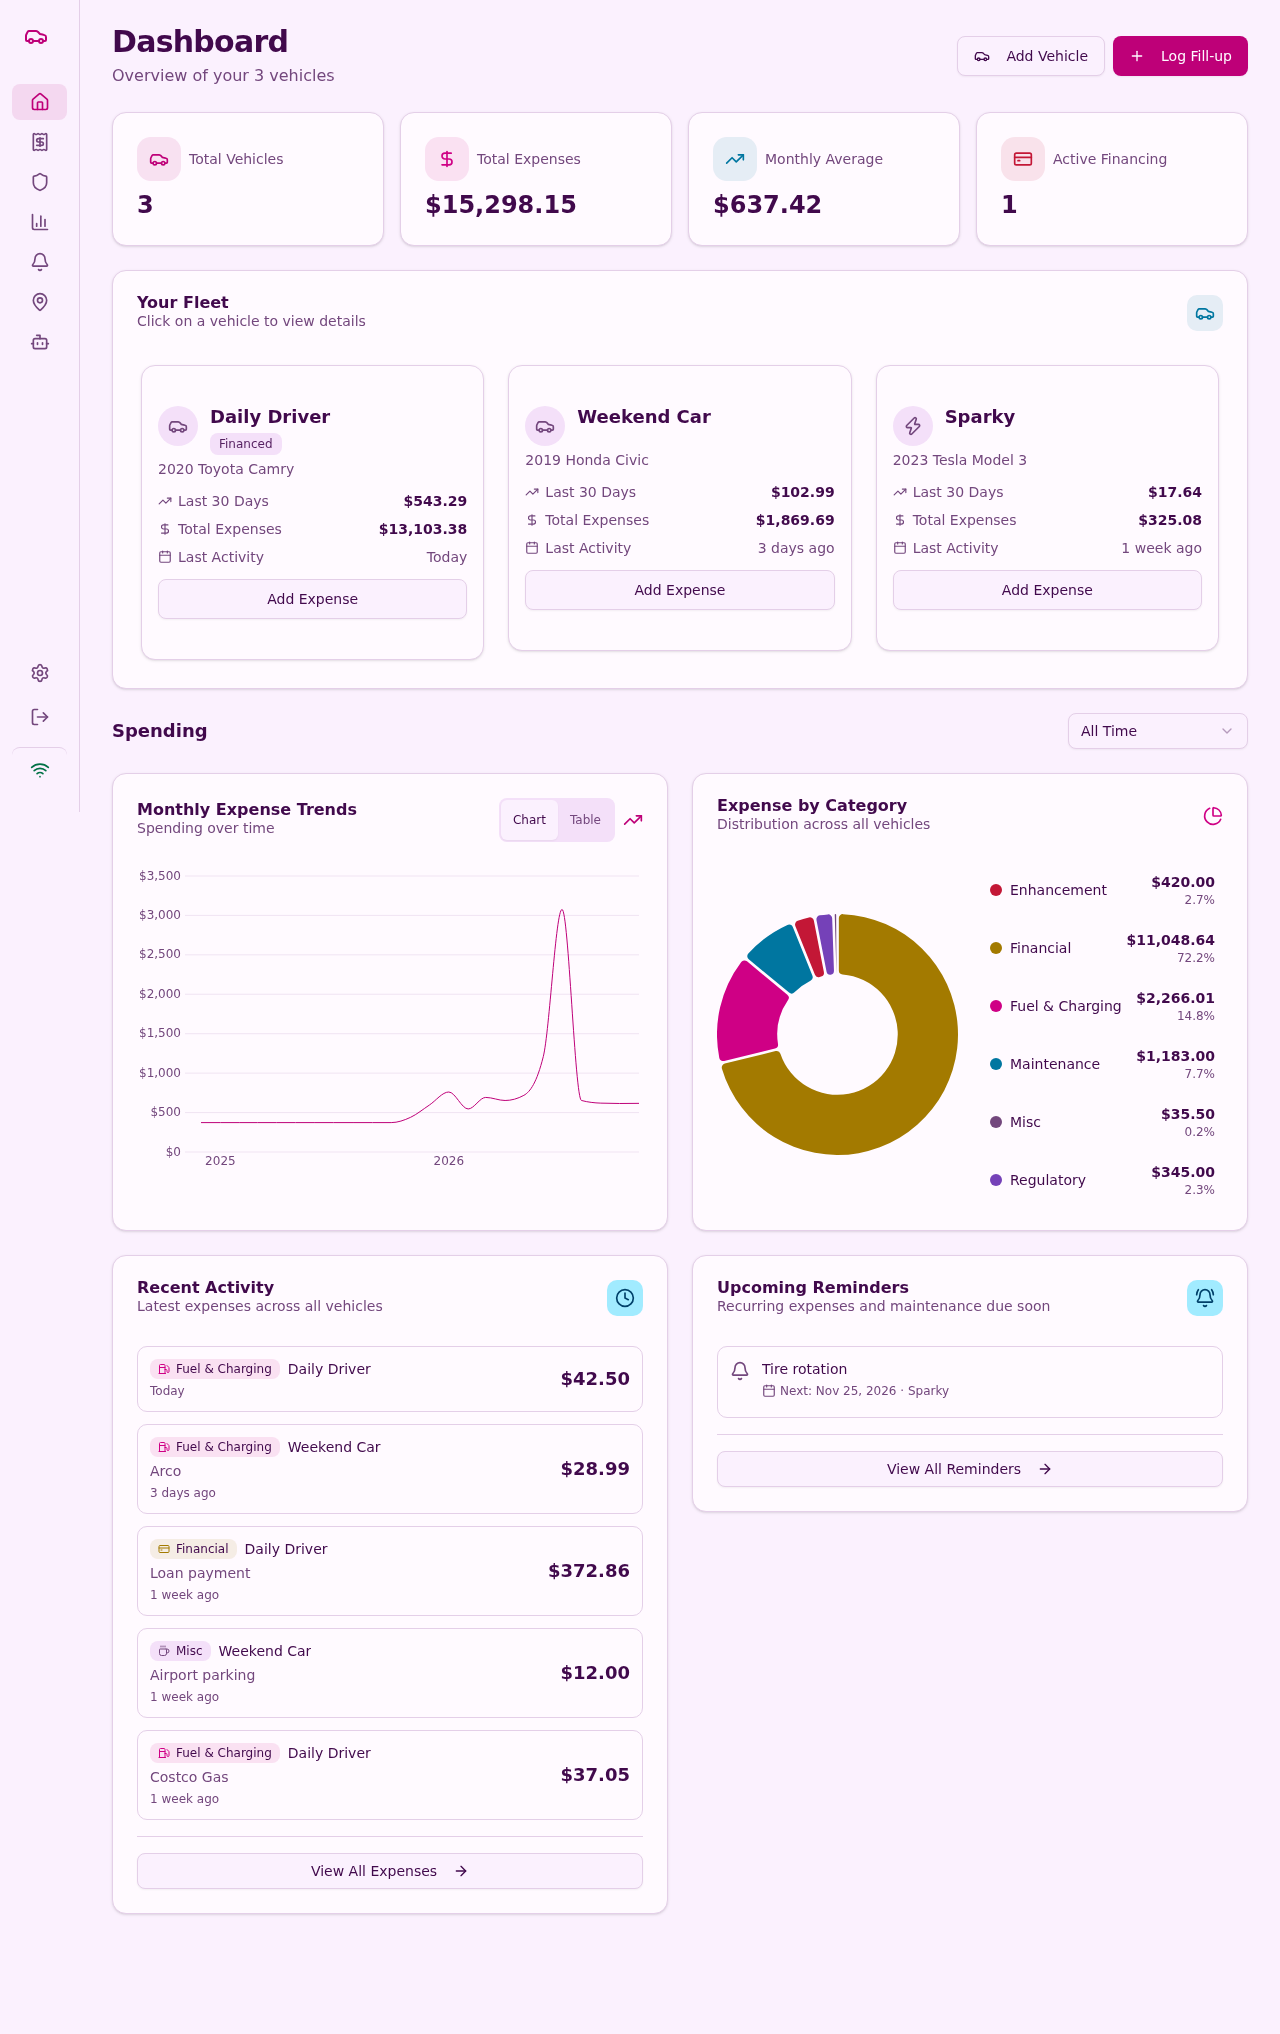 Dashboard
Overview of your 3 vehicles
Add Vehicle
Log Fill-up
Total Vehicles
3
Total Expenses
$15,298.15
Monthly Average
$637.42
Active Financing
1
Your Fleet
Click on a vehicle to view details
Daily Driver
Financed
2020 Toyota Camry
Last 30 Days $543.29
Total Expenses $13,103.38
Last Activity Today
Add Expense
Weekend Car
2019 Honda Civic
Last 30 Days $102.99
Total Expenses $1,869.69
Last Activity 3 days ago
Add Expense
Sparky
2023 Tesla Model 3
Last 30 Days $17.64
Total Expenses $325.08
Last Activity 1 week ago
Add Expense
Spending
All Time
Monthly Expense Trends
Spending over time
Chart Table
$3,500
$3,000
$2,500
$2,000
$1,500
$1,000
$500
$0
2025 2026
Expense by Category
Distribution across all vehicles
Enhancement $420.00
2.7%
Financial $11,048.64
72.2%
Fuel & Charging $2,266.01
14.8%
Maintenance $1,183.00
7.7%
Misc $35.50
0.2%
Regulatory $345.00
2.3%
Recent Activity
Latest expenses across all vehicles
Fuel & Charging Daily Driver
Today
$42.50
Fuel & Charging Weekend Car
Arco
3 days ago
$28.99
Financial Daily Driver
Loan payment
1 week ago
$372.86
Misc Weekend Car
Airport parking
1 week ago
$12.00
Fuel & Charging Daily Driver
Costco Gas
1 week ago
$37.05
View All Expenses
Upcoming Reminders
Recurring expenses and maintenance due soon
Tire rotation
Next: Nov 25, 2026 · Sparky
View All Reminders